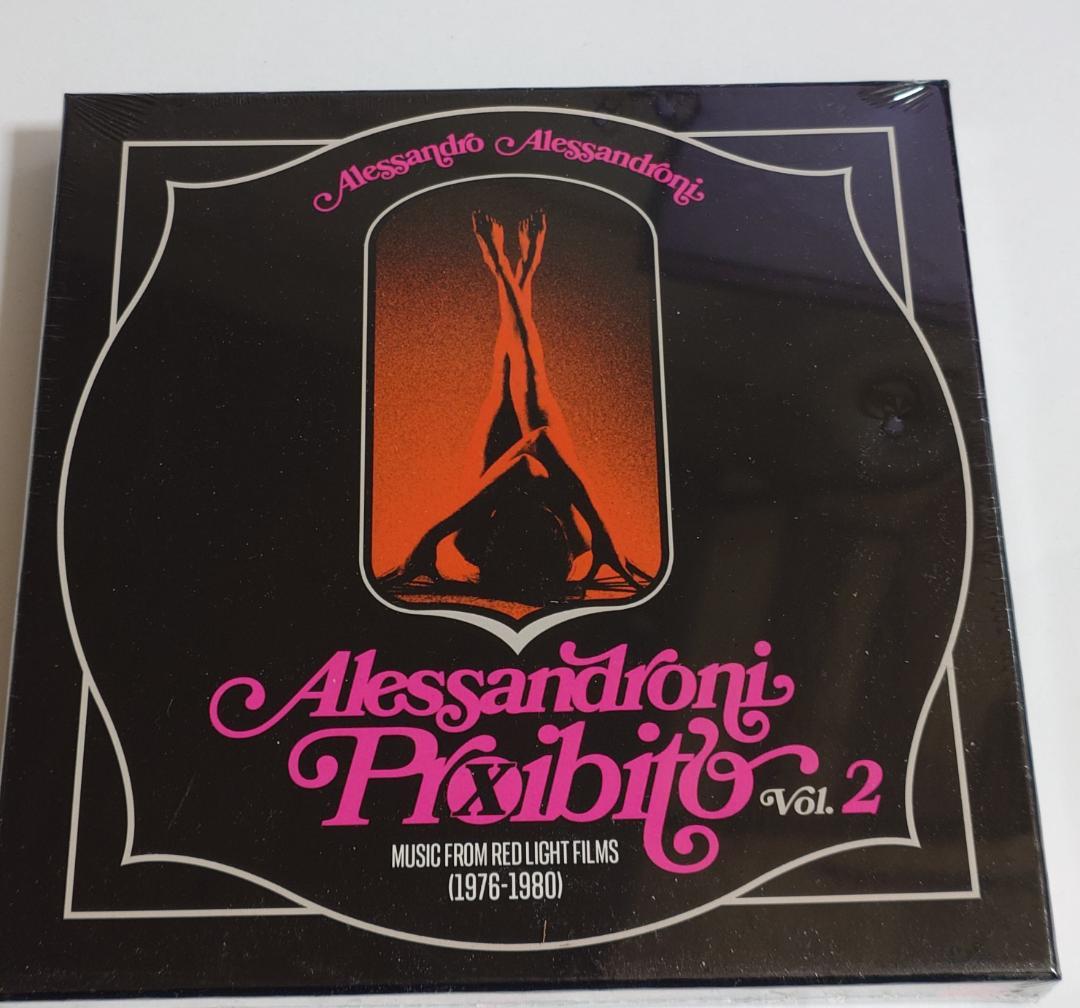 Alessandro Alessandroni
Alessandroni
Proibito Vol. 2
X
MUSIC FROM RED LIGHT FILMS
(1976-1980)